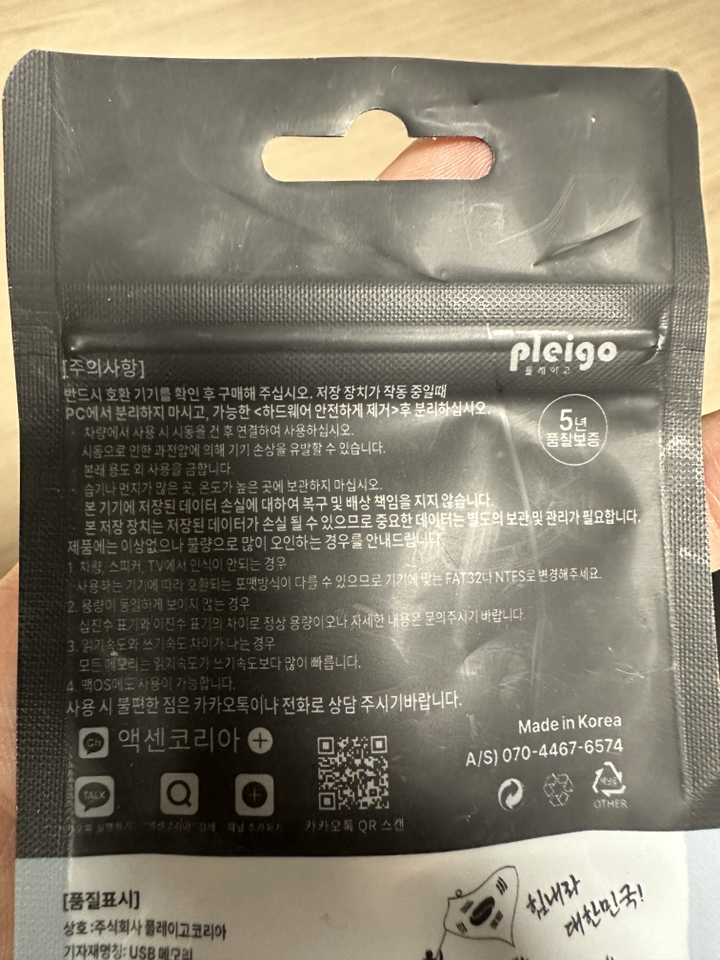 pleigo
플레이고
[주의사항]
반드시 호환 기기를 확인 후 구매해 주십시오. 저장 장치가 작동 중일때
PC에서 분리하지 마시고, 가능한 <하드웨어 안전하게 제거>후 분리하십시오.
5년
품질보증
차량에서 사용 시 시동을 건 후 연결하여 사용하십시오.
시동으로 인한 과전압에 의해 기기 손상을 유발할 수 있습니다.
본래 용도 외 사용을 금합니다.
- 습기나 먼지가 많은 곳, 온도가 높은 곳에 보관하지 마십시오.
- 본 기기에 저장된 데이터 손실에 대하여 복구 및 배상 책임을 지지 않습니다.
- 본 저장 장치는 저장된 데이터가 손실 될 수 있으므로 중요한 데이터는 별도의 보관 및 관리가 필요합니다.
제품에는 이상없으나 불량으로 많이 오인하는 경우를 안내드립니다.
1. 차량, 스피커, TV에서 인식이 안되는 경우
사용하는 기기에 따라 호환되는 포맷방식이 다를 수 있으므로 기기에 맞는 FAT32나 NTFS로 변경해주세요.
2. 용량이 동일하게 보이지 않는 경우
십진수 표기와 이진수 표기의 차이로 정상 용량이오나 자세한 내용은 문의주시기 바랍니다.
3. 읽기속도와 쓰기속도 차이가 나는 경우
모든 메모리는 읽기속도가 쓰기속도보다 많이 빠릅니다.
4. 맥OS에도 사용이 가능합니다.
사용 시 불편한 점은 카카오톡이나 전화로 상담 주시기바랍니다.
Ch 액센코리아 +
Made in Korea
A/S) 070-4467-6574
TALK
"액센코리아" 검색
채널 추가하기
카카오톡 QR 스캔
OTHER
[품질표시]
상호 :주식회사 플레이고코리아
기자재명칭: USB 메모리
힘내라
대한민국!